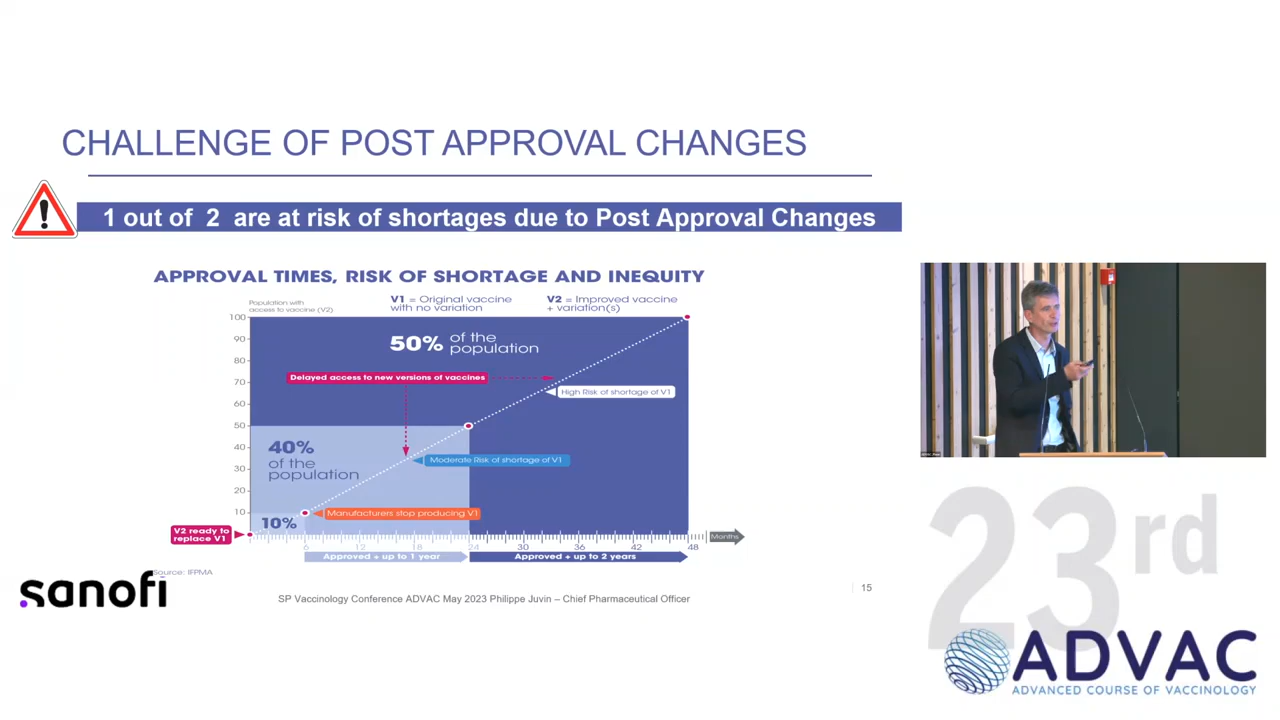 CHALLENGE OF POST APPROVAL CHANGES
1 out of 2 are at risk of shortages due to Post Approval Changes
APPROVAL TIMES, RISK OF SHORTAGE AND INEQUITY
Population with
access to vaccine (V2)
V1 = Original vaccine
with no variation
V2 = Improved vaccine
+ variation(s)
100
90
80
70
60
50
40
30
20
10
50% of the
population
Delayed access to new versions of vaccines
High Risk of shortage of V1
40%
of the
population
Moderate Risk of shortage of V1
10%
Manufacturers stop producing V1
V2 ready to
replace V1
6 12 18 24 30 36 42 48
Months
Approved + up to 1 year
Approved + up to 2 years
Source: IFPMA
sanofi
SP Vaccinology Conference ADVAC May 2023 Philippe Juvin – Chief Pharmaceutical Officer
15
23rd
ADVAC
ADVANCED COURSE OF VACCINOLOGY